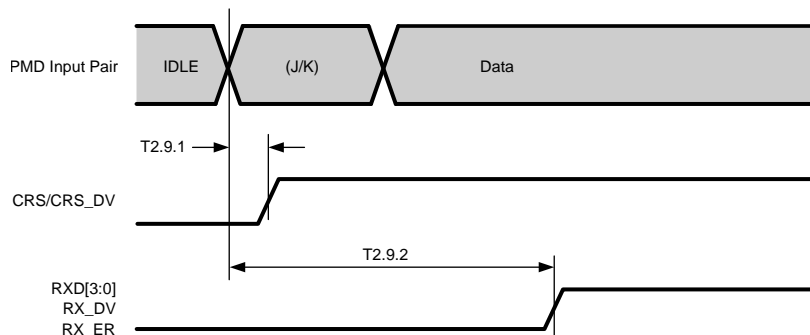 PMD Input Pair
IDLE
(J/K)
Data
T2.9.1
CRS/CRS_DV
T2.9.2
RXD[3:0]
RX_DV
RX_ER